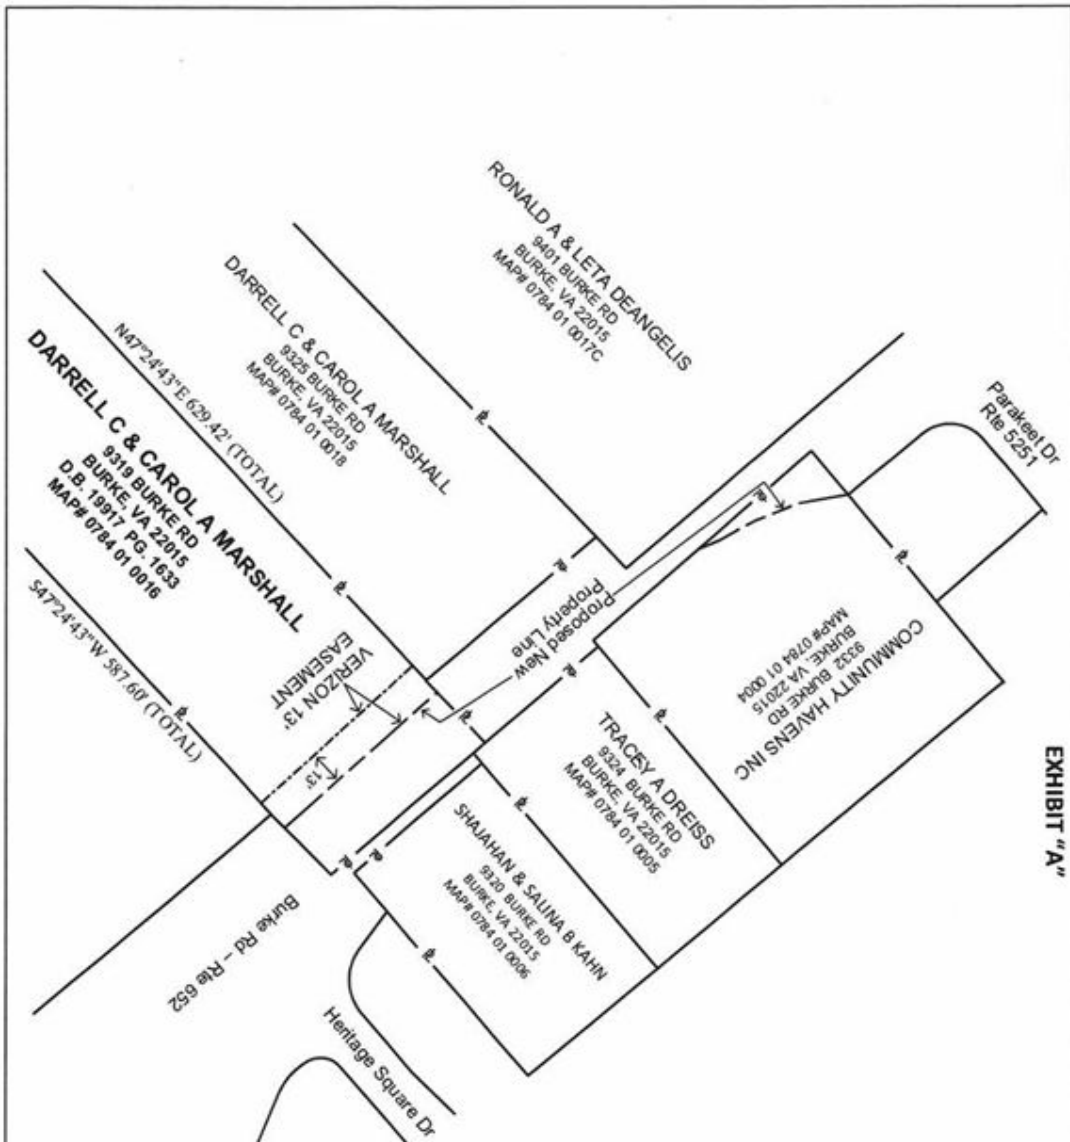 EXHIBIT "A"
Parakeet Dr
Rte 5251
RONALD A & LETA DEANGELIS
9401 BURKE RD
BURKE, VA 22015
MAP# 0784 01 0017C
DARRELL C & CAROL A MARSHALL
9325 BURKE RD
BURKE, VA 22015
MAP# 0784 01 0018
N47°24'43"E 629.42' (TOTAL)
DARRELL C & CAROL A MARSHALL
9319 BURKE RD
BURKE, VA 22015
D.B. 19917 PG. 1633
MAP# 0784 01 0016
S47°24'43"W 587.60' (TOTAL)
VERIZON 13'
EASEMENT
13'
Proposed New
Property Line
COMMUNITY HAVENS INC
9332 BURKE RD
BURKE, VA 22015
MAP# 0784 01 0004
TRACEY A DREISS
9324 BURKE RD
BURKE, VA 22015
MAP# 0784 01 0005
SHAJAHAN & SALINA B KAHN
9320 BURKE RD
BURKE, VA 22015
MAP# 0784 01 0006
Burke Rd – Rte 652
Heritage Square Dr